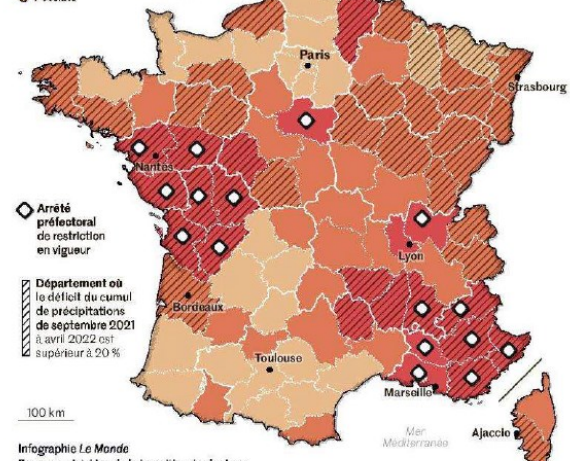 Paris
Strasbourg
Nantes
Arrêté
préfectoral
de restriction
en vigueur
Lyon
Département où
le déficit du cumul
de précipitations
de septembre 2021
à avril 2022 est
supérieur à 20 %
Bordeaux
Toulouse
Marseille
100 km
Mer
Méditerranée
Ajaccio
Infographie Le Monde